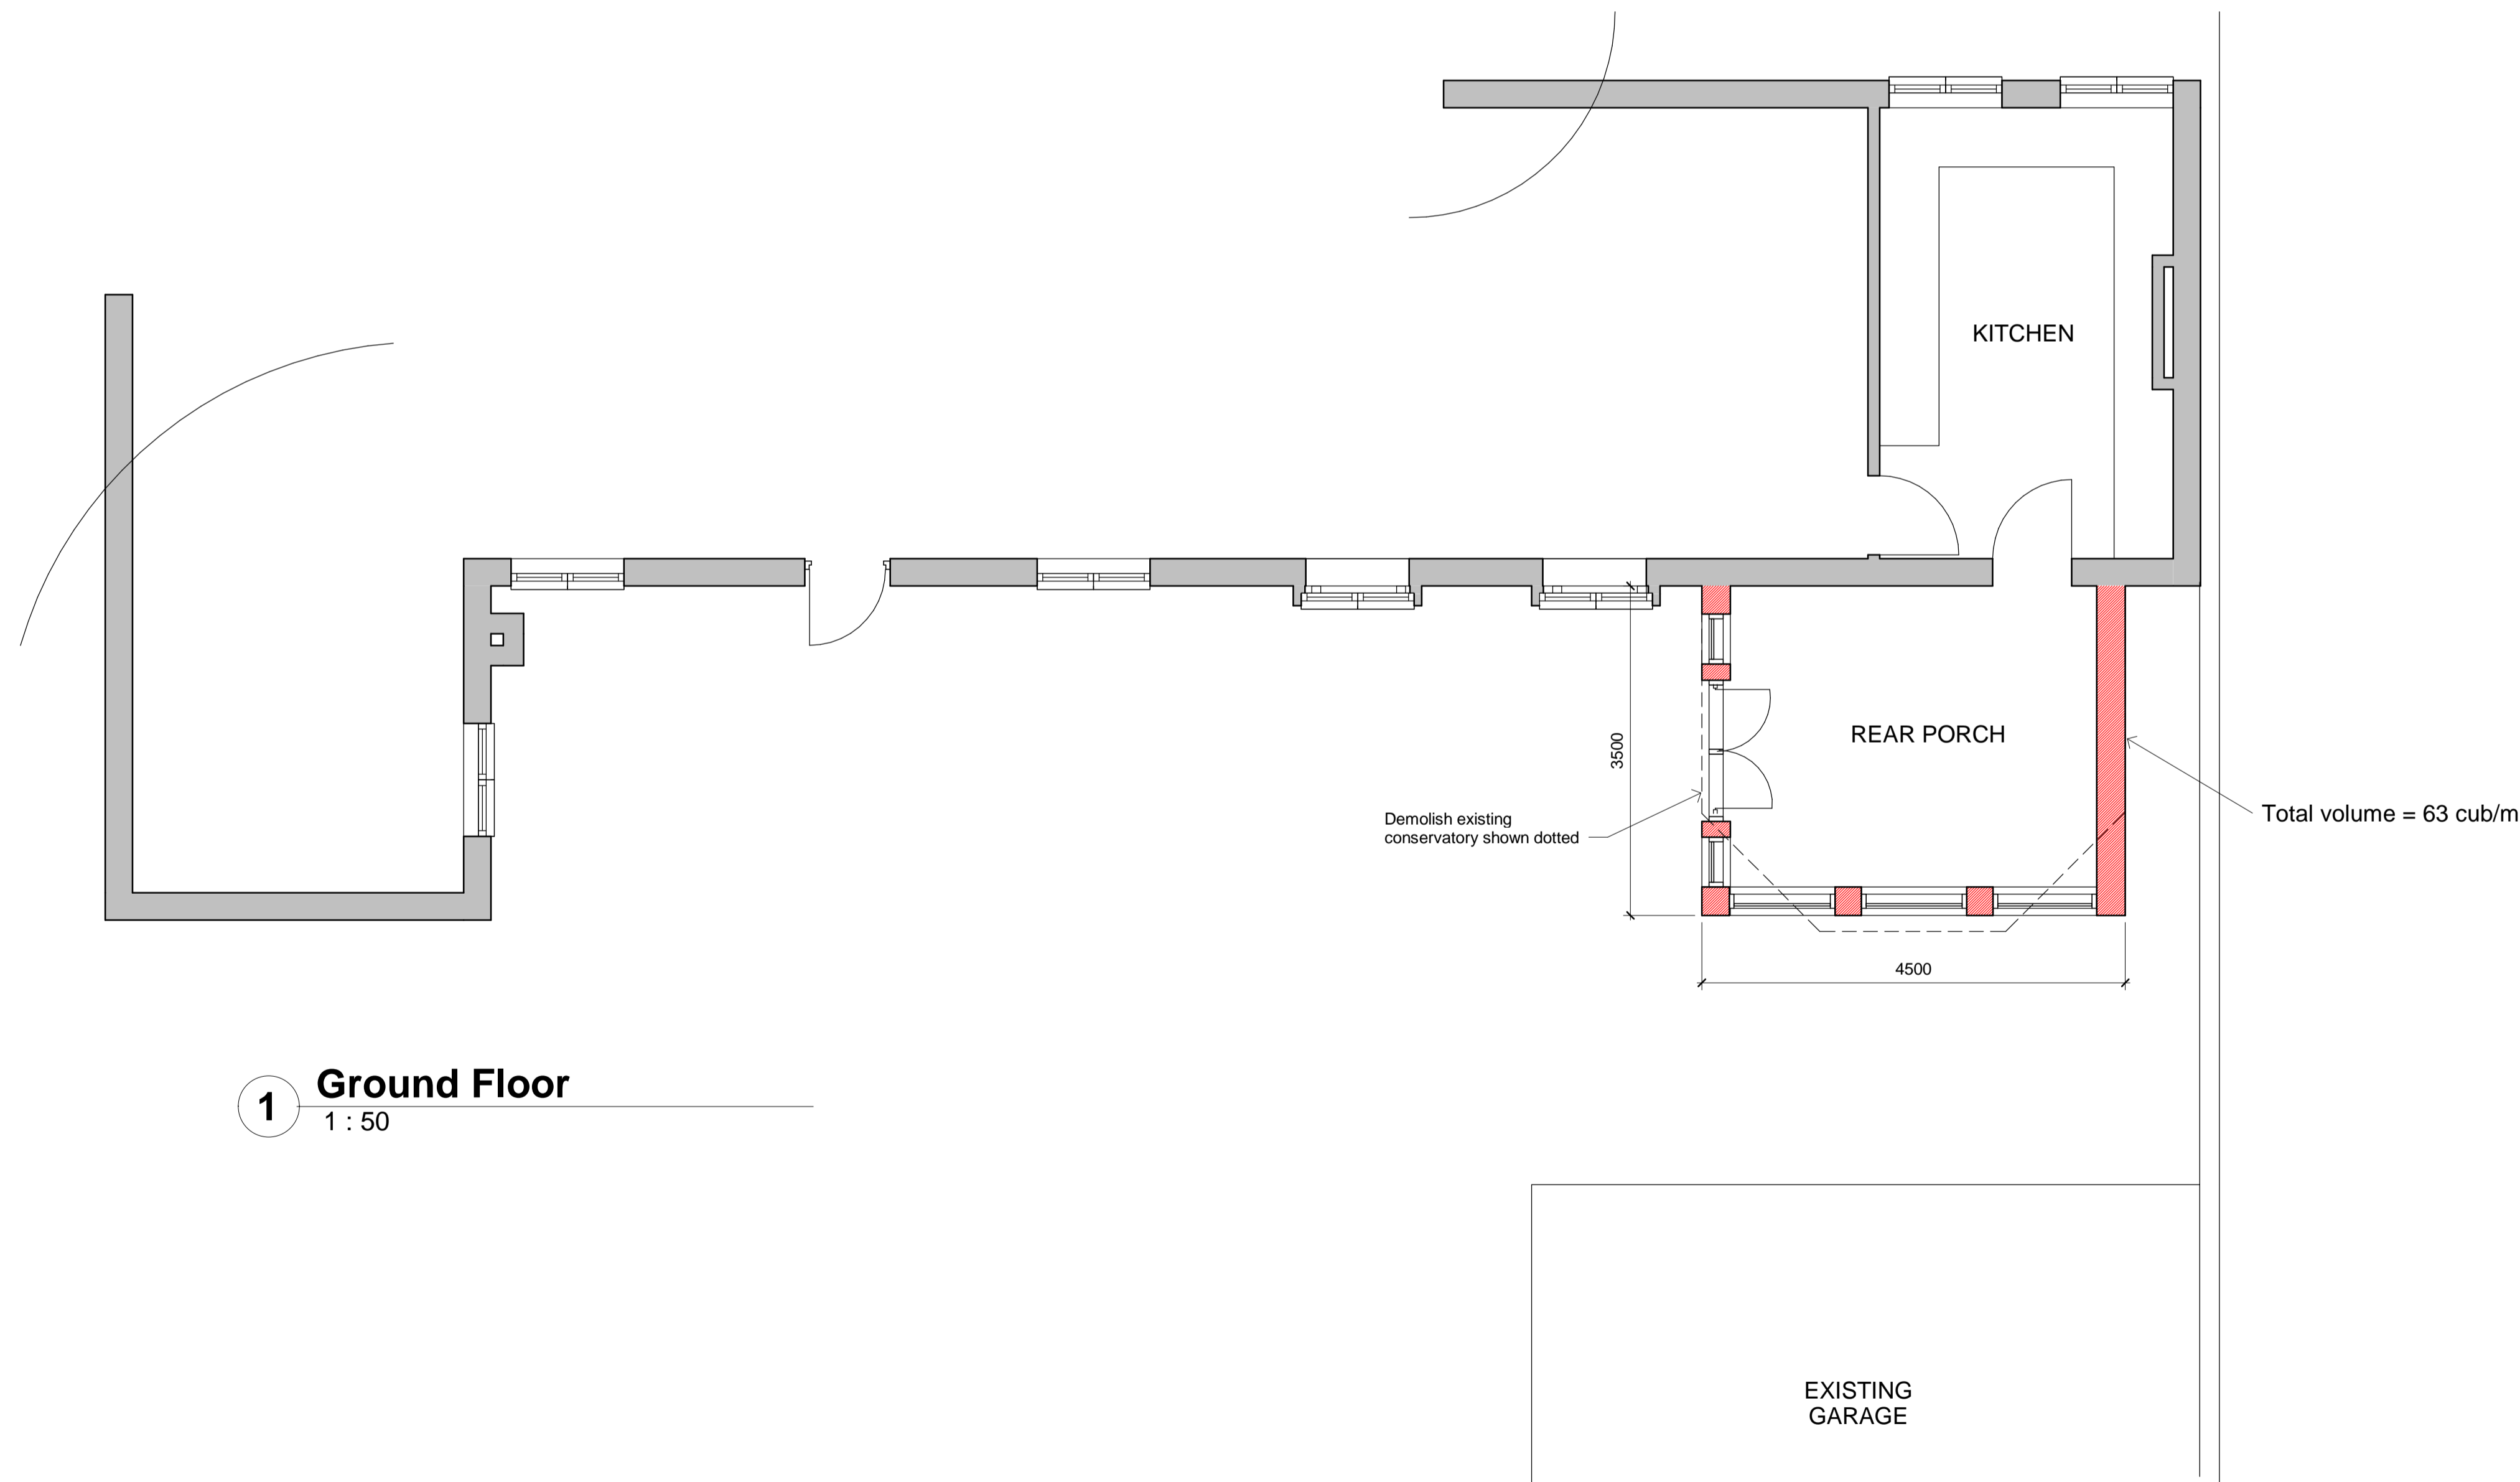 KITCHEN
REAR PORCH
3500
Demolish existing
conservatory shown dotted
Total volume = 63 cub/m
4500
1
Ground Floor
1 : 50
EXISTING
GARAGE